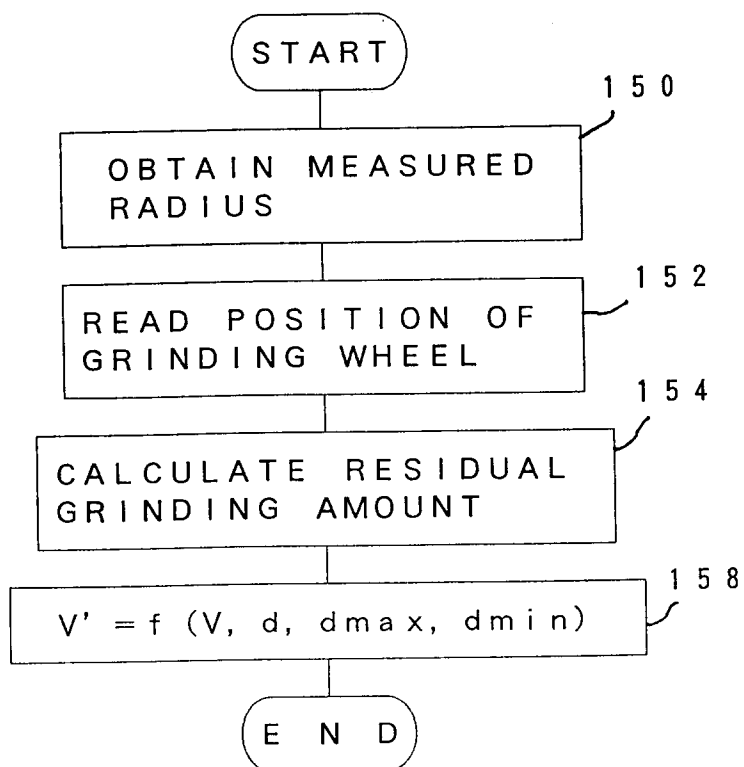 START
150
OBTAIN MEASURED
RADIUS
152
READ POSITION OF
GRINDING WHEEL
154
CALCULATE RESIDUAL
GRINDING AMOUNT
158
V' = f (V, d, dmax, dmin)
END